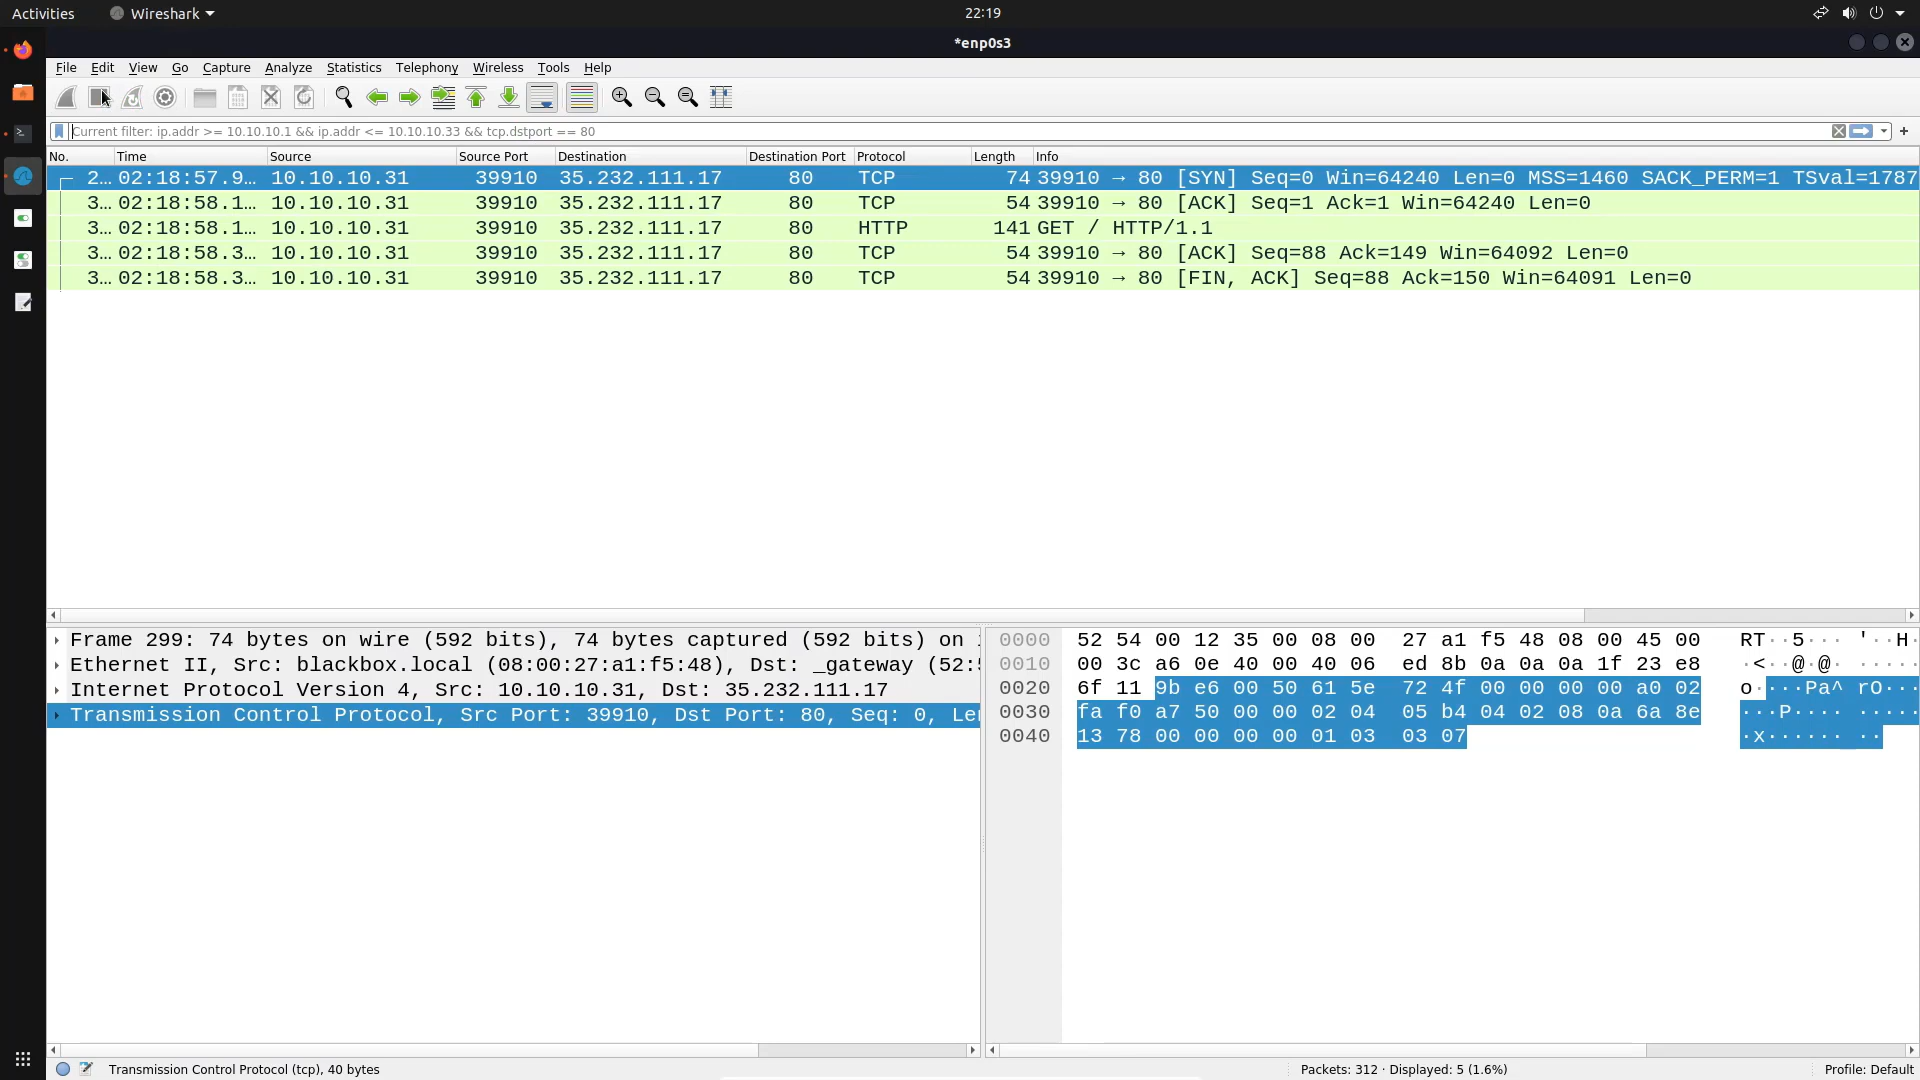 Activities Wireshark 22:19
*enp0s3
File Edit View Go Capture Analyze Statistics Telephony Wireless Tools Help
Current filter: ip.addr >= 10.10.10.1 && ip.addr <= 10.10.10.33 && tcp.dstport == 80
No. Time Source Source Port Destination Destination Port Protocol Length Info
2… 02:18:57.9… 10.10.10.31 39910 35.232.111.17 80 TCP 74 39910 → 80 [SYN] Seq=0 Win=64240 Len=0 MSS=1460 SACK_PERM=1 TSval=1787
3… 02:18:58.1… 10.10.10.31 39910 35.232.111.17 80 TCP 54 39910 → 80 [ACK] Seq=1 Ack=1 Win=64240 Len=0
3… 02:18:58.1… 10.10.10.31 39910 35.232.111.17 80 HTTP 141 GET / HTTP/1.1
3… 02:18:58.3… 10.10.10.31 39910 35.232.111.17 80 TCP 54 39910 → 80 [ACK] Seq=88 Ack=149 Win=64092 Len=0
3… 02:18:58.3… 10.10.10.31 39910 35.232.111.17 80 TCP 54 39910 → 80 [FIN, ACK] Seq=88 Ack=150 Win=64091 Len=0
Frame 299: 74 bytes on wire (592 bits), 74 bytes captured (592 bits) on
Ethernet II, Src: blackbox.local (08:00:27:a1:f5:48), Dst: _gateway (52:5
Internet Protocol Version 4, Src: 10.10.10.31, Dst: 35.232.111.17
Transmission Control Protocol, Src Port: 39910, Dst Port: 80, Seq: 0, Le
0000 52 54 00 12 35 00 08 00 27 a1 f5 48 08 00 45 00 RT··5··· '··H·
0010 00 3c a6 0e 40 00 40 06 ed 8b 0a 0a 0a 1f 23 e8 ·<··@·@· ·····
0020 6f 11 9b e6 00 50 61 5e 72 4f 00 00 00 00 a0 02 o····Pa^ rO···
0030 fa f0 a7 50 00 00 02 04 05 b4 04 02 08 0a 6a 8e ···P···· ·····
0040 13 78 00 00 00 00 01 03 03 07 ·x······ ··
Transmission Control Protocol (tcp), 40 bytes Packets: 312 · Displayed: 5 (1.6%) Profile: Default